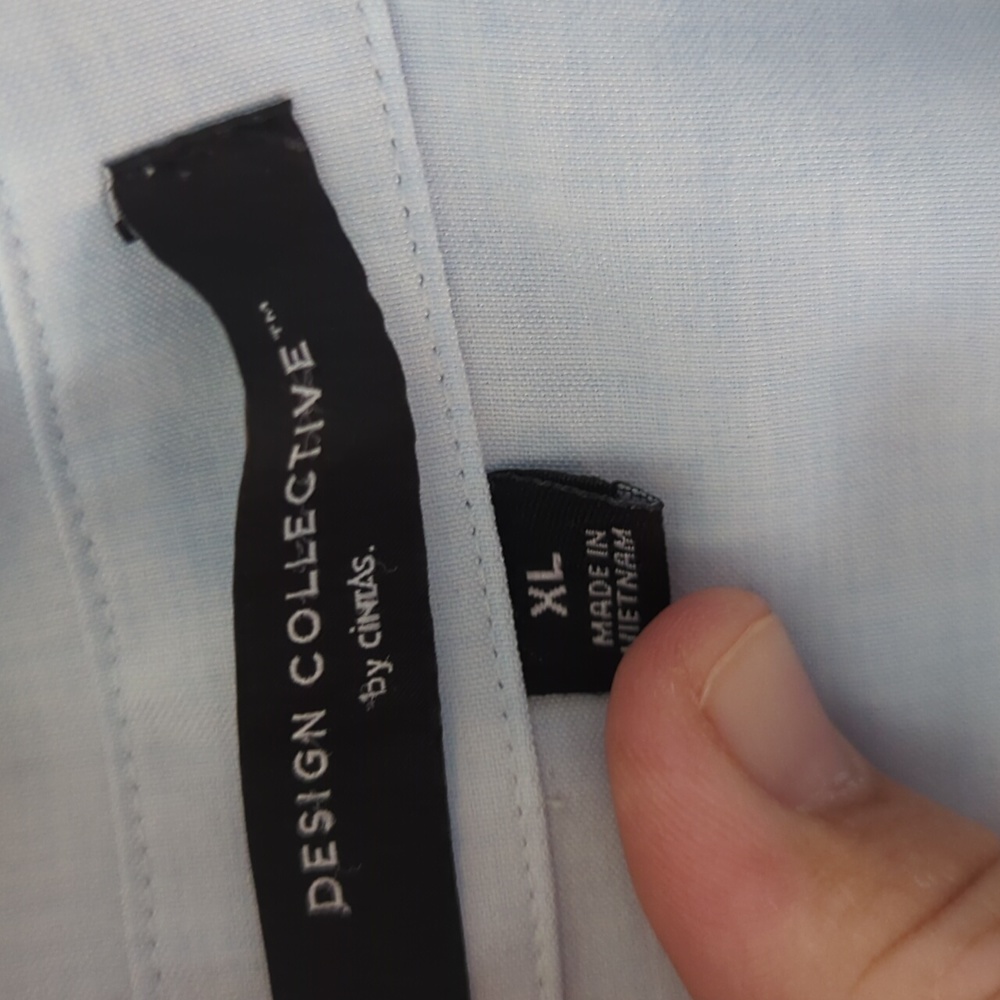 DESIGN COLLECTIVE™
by CINTAS.
XL
MADE IN
VIETNAM